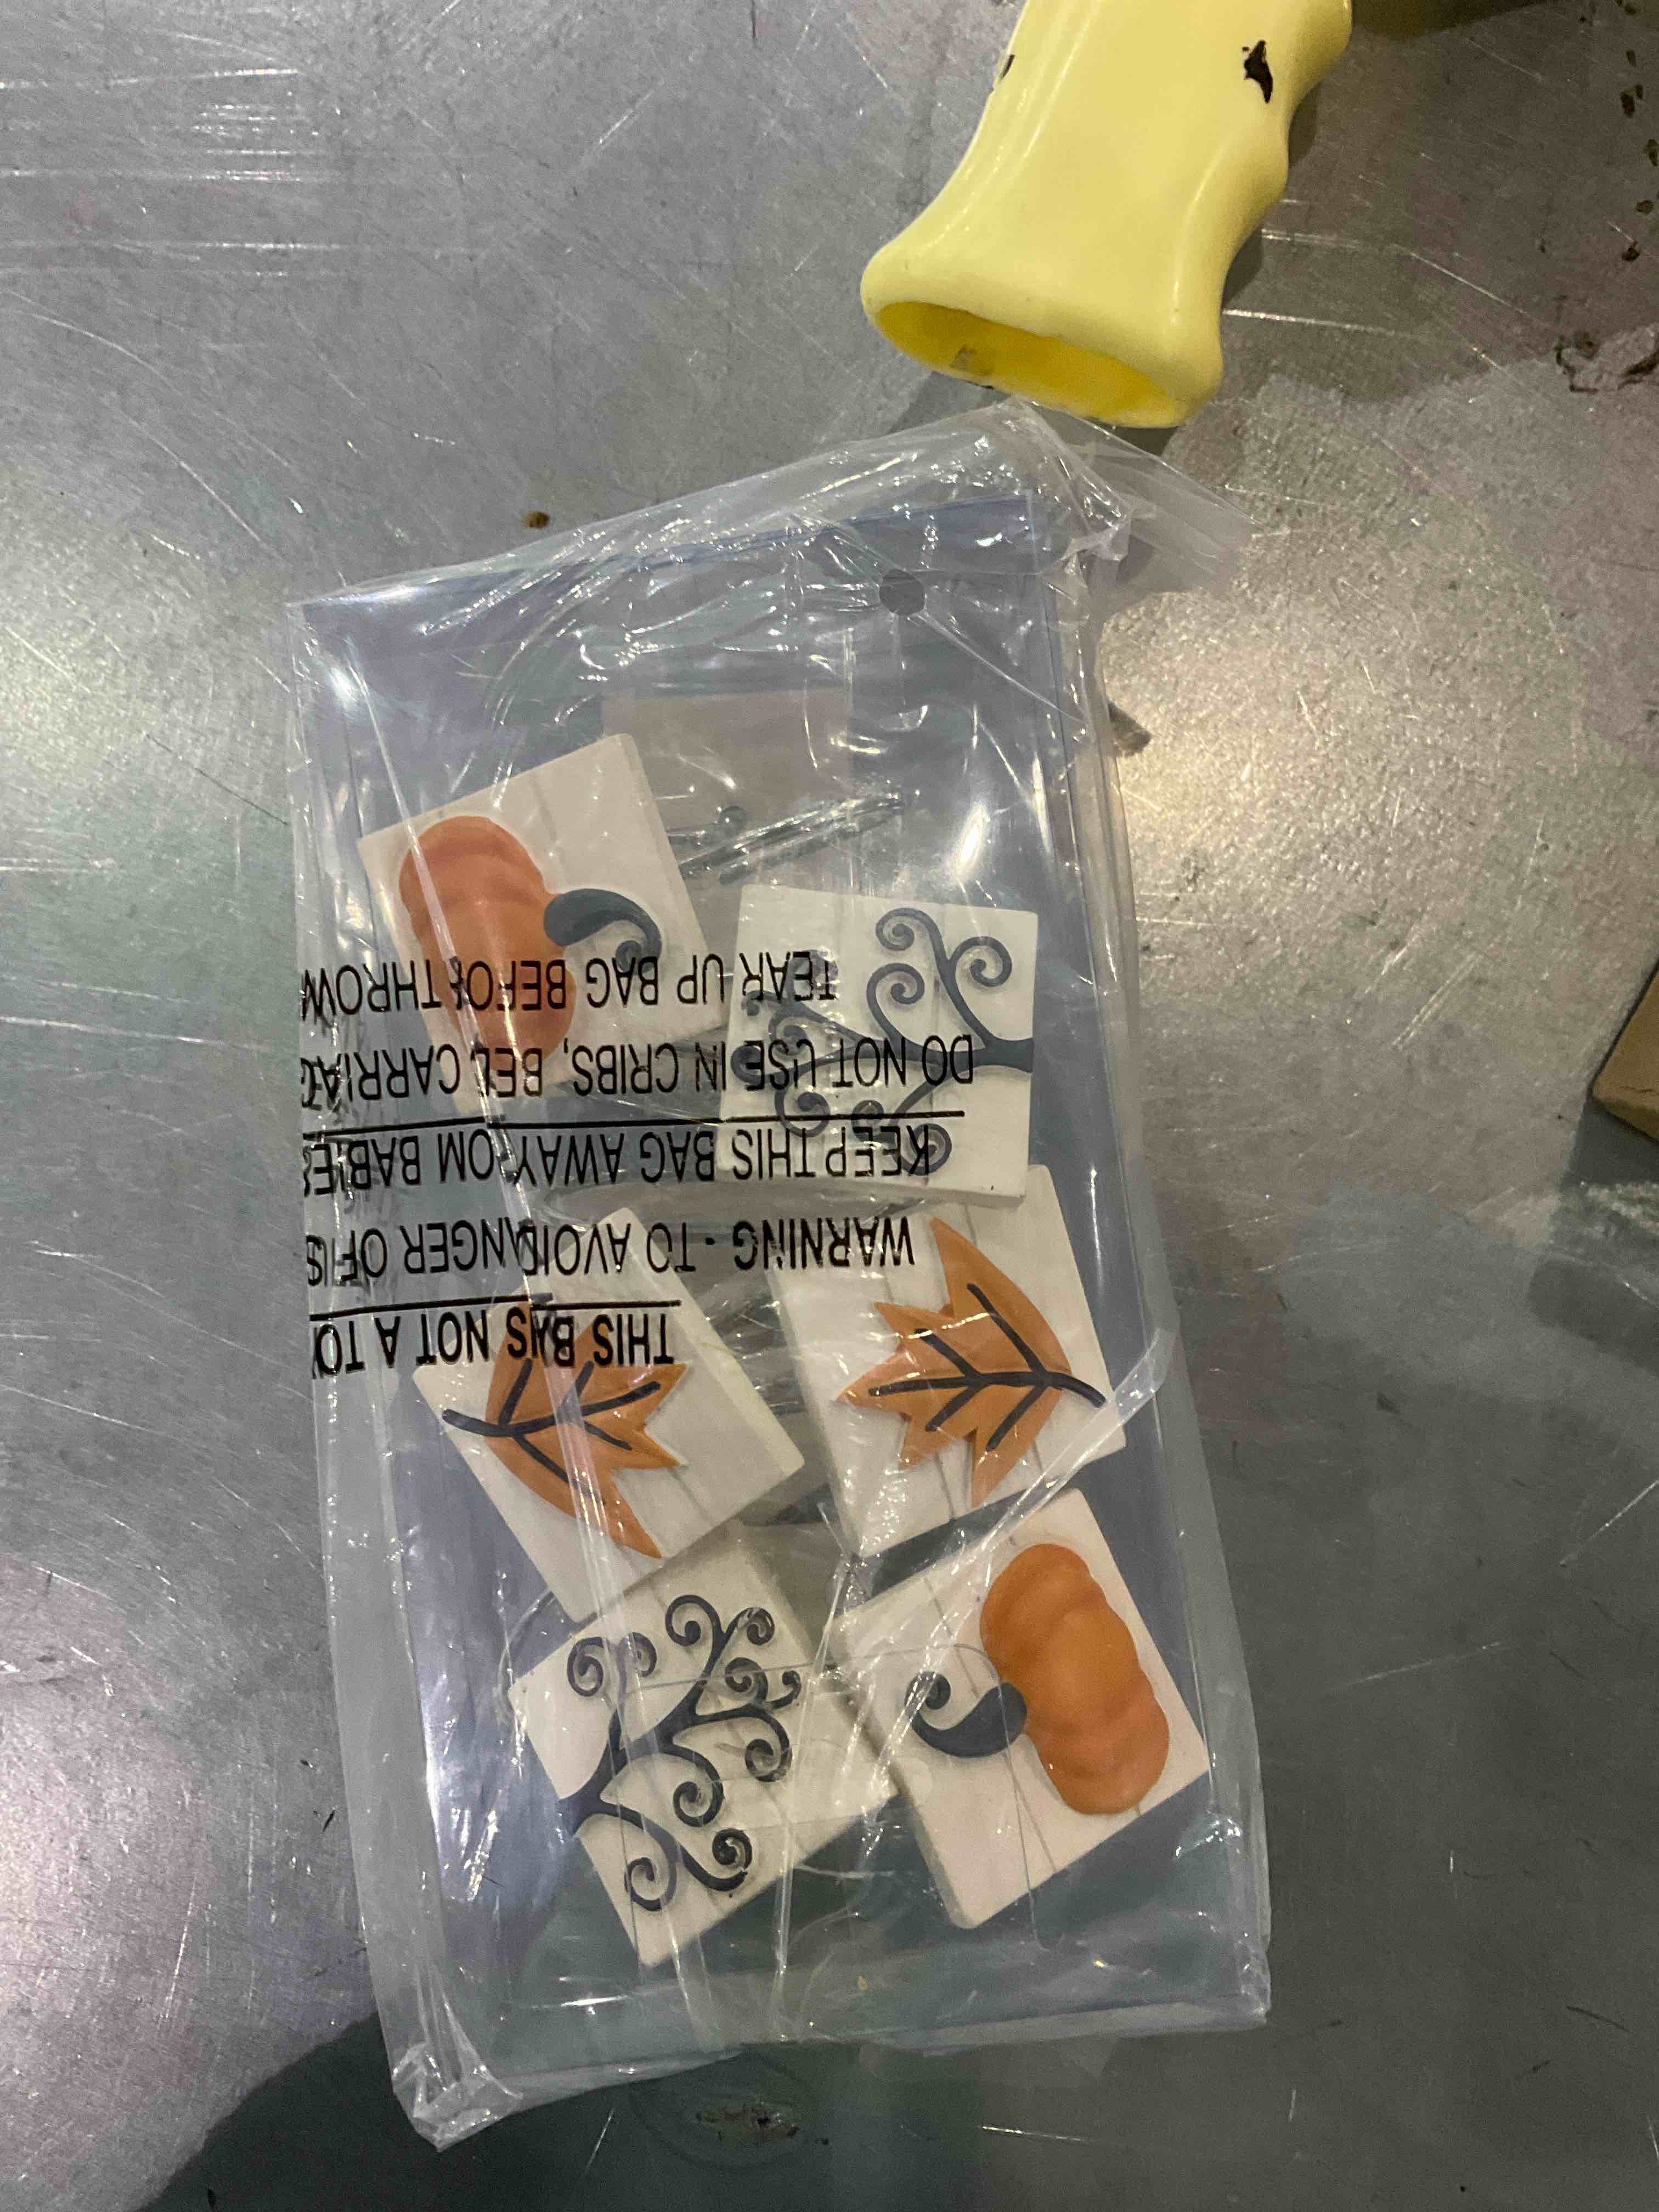 THIS BAG IS NOT A TOY
WARNING - TO AVOID DANGER OF
KEEP THIS BAG AWAY FROM BABIES
DO NOT USE IN CRIBS, BED, CARRIAG
TEAR UP BAG BEFORE THROW